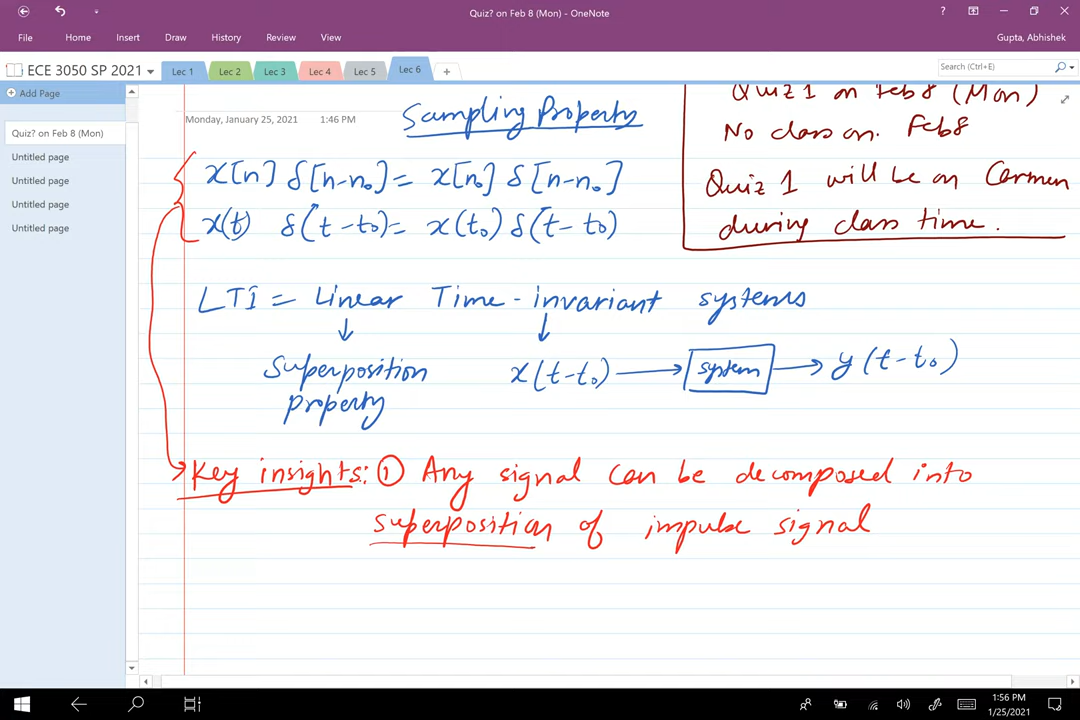 Quiz? on Feb 8 (Mon) - OneNote
?
File Home Insert Draw History Review View
Gupta, Abhishek
ECE 3050 SP 2021
Lec 1 Lec 2 Lec 3 Lec 4 Lec 5 Lec 6 +
Search (Ctrl+E)
Add Page
Quiz? on Feb 8 (Mon)
Untitled page
Untitled page
Untitled page
Untitled page
Monday, January 25, 2021 1:46 PM
Sampling Property
x[n] δ[n-n₀] = x[n₀] δ[n-n₀]
x(t) δ(t-t₀) = x(t₀) δ(t-t₀)
Quiz 1 on Feb 8 (Mon)
No class on. Feb 8
Quiz 1 will be on Carmen
during class time.
LTI = Linear Time-invariant systems
Superposition
property
x(t-t₀) → system → y(t-t₀)
Key insights: ① Any signal can be decomposed into
superposition of impulse signal
1:56 PM
1/25/2021